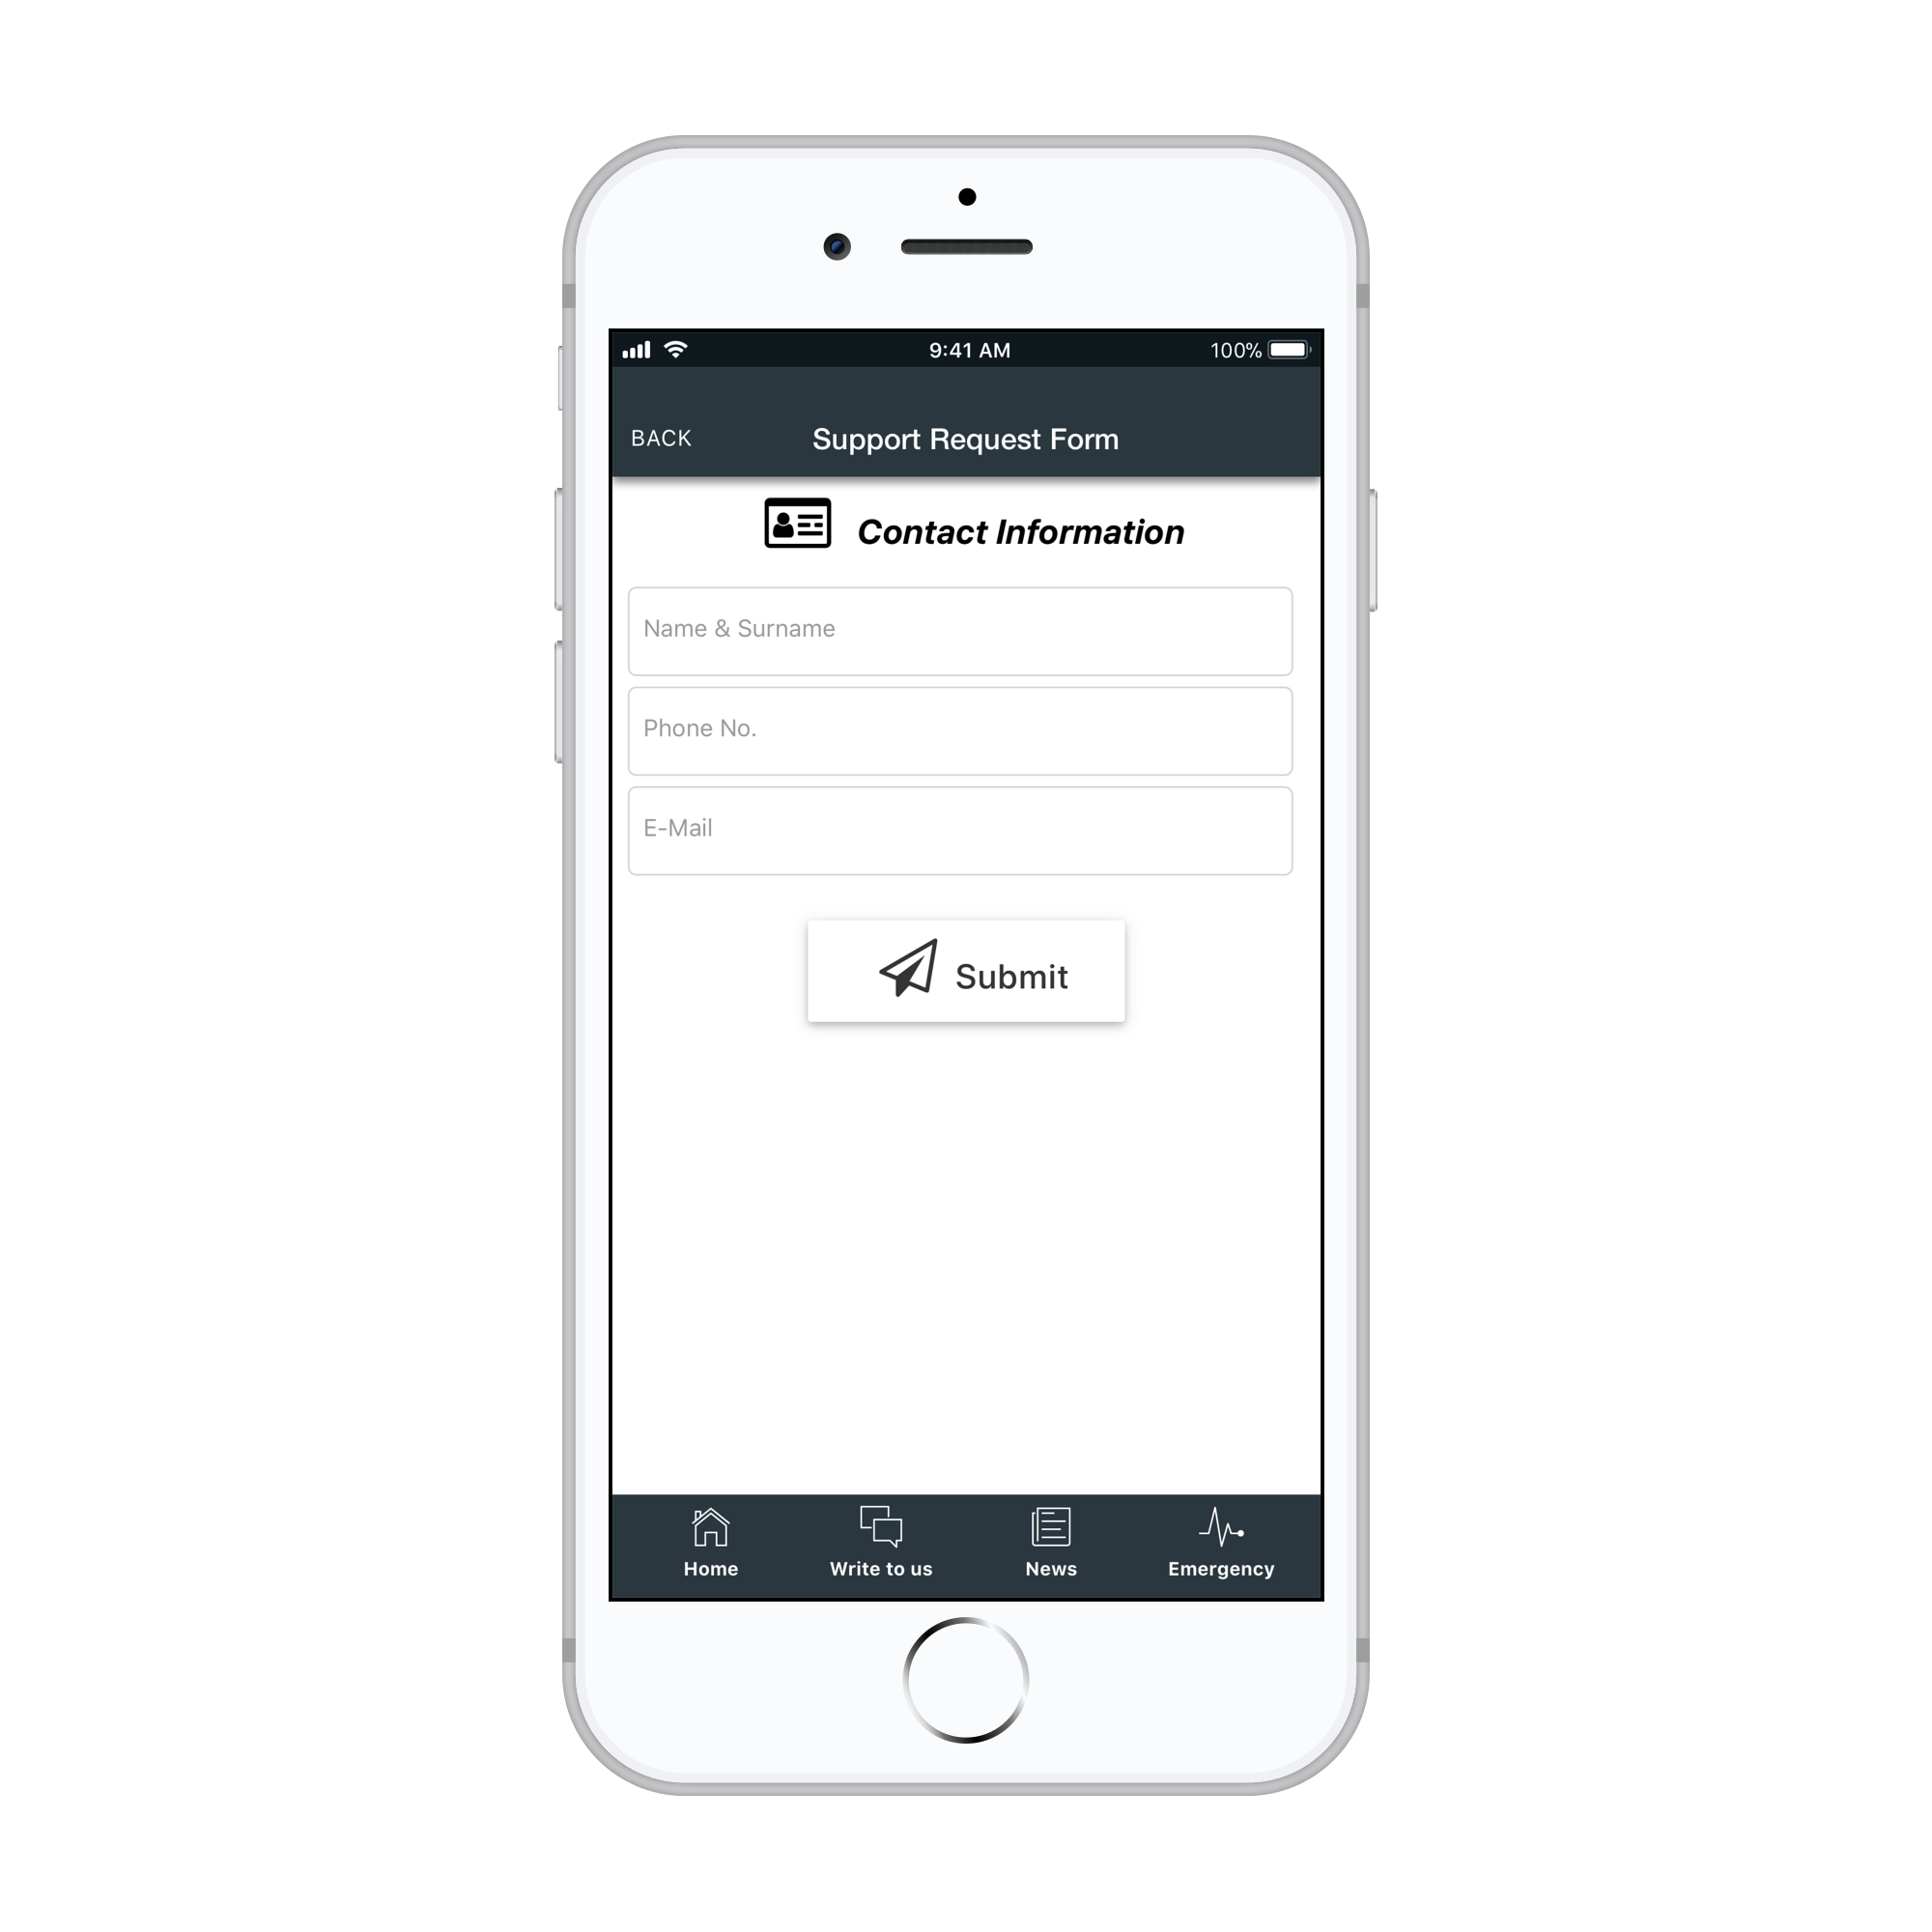 9:41 AM 100%
BACK Support Request Form
Contact Information
Name & Surname
Phone No.
E-Mail
Submit
Home Write to us News Emergency